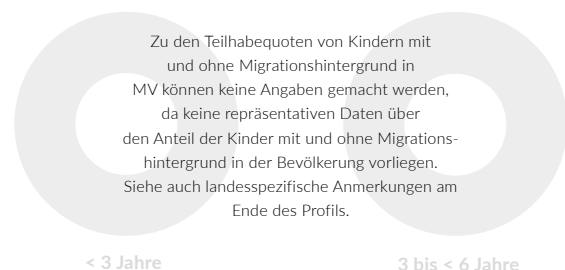 Zu den Teilhabequoten von Kindern mit
und ohne Migrationshintergrund in
MV können keine Angaben gemacht werden,
da keine repräsentativen Daten über
den Anteil der Kinder mit und ohne Migrations-
hintergrund in der Bevölkerung vorliegen.
Siehe auch landesspezifische Anmerkungen am
Ende des Profils.
< 3 Jahre
3 bis < 6 Jahre